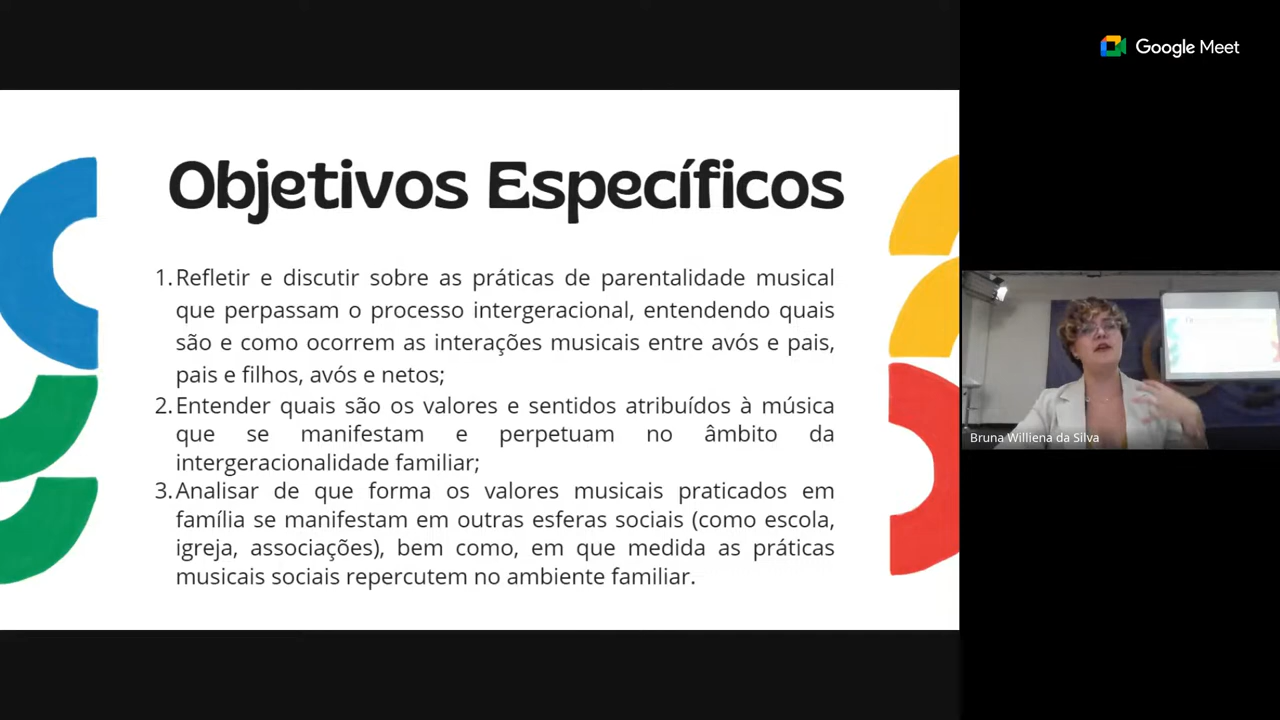 Google Meet
Objetivos Específicos
1. Refletir e discutir sobre as práticas de parentalidade musical
que perpassam o processo intergeracional, entendendo quais
são e como ocorrem as interações musicais entre avós e pais,
pais e filhos, avós e netos;
2. Entender quais são os valores e sentidos atribuídos à música
que se manifestam e perpetuam no âmbito da
intergeracionalidade familiar;
3. Analisar de que forma os valores musicais praticados em
família se manifestam em outras esferas sociais (como escola,
igreja, associações), bem como, em que medida as práticas
musicais sociais repercutem no ambiente familiar.
Bruna Williena da Silva